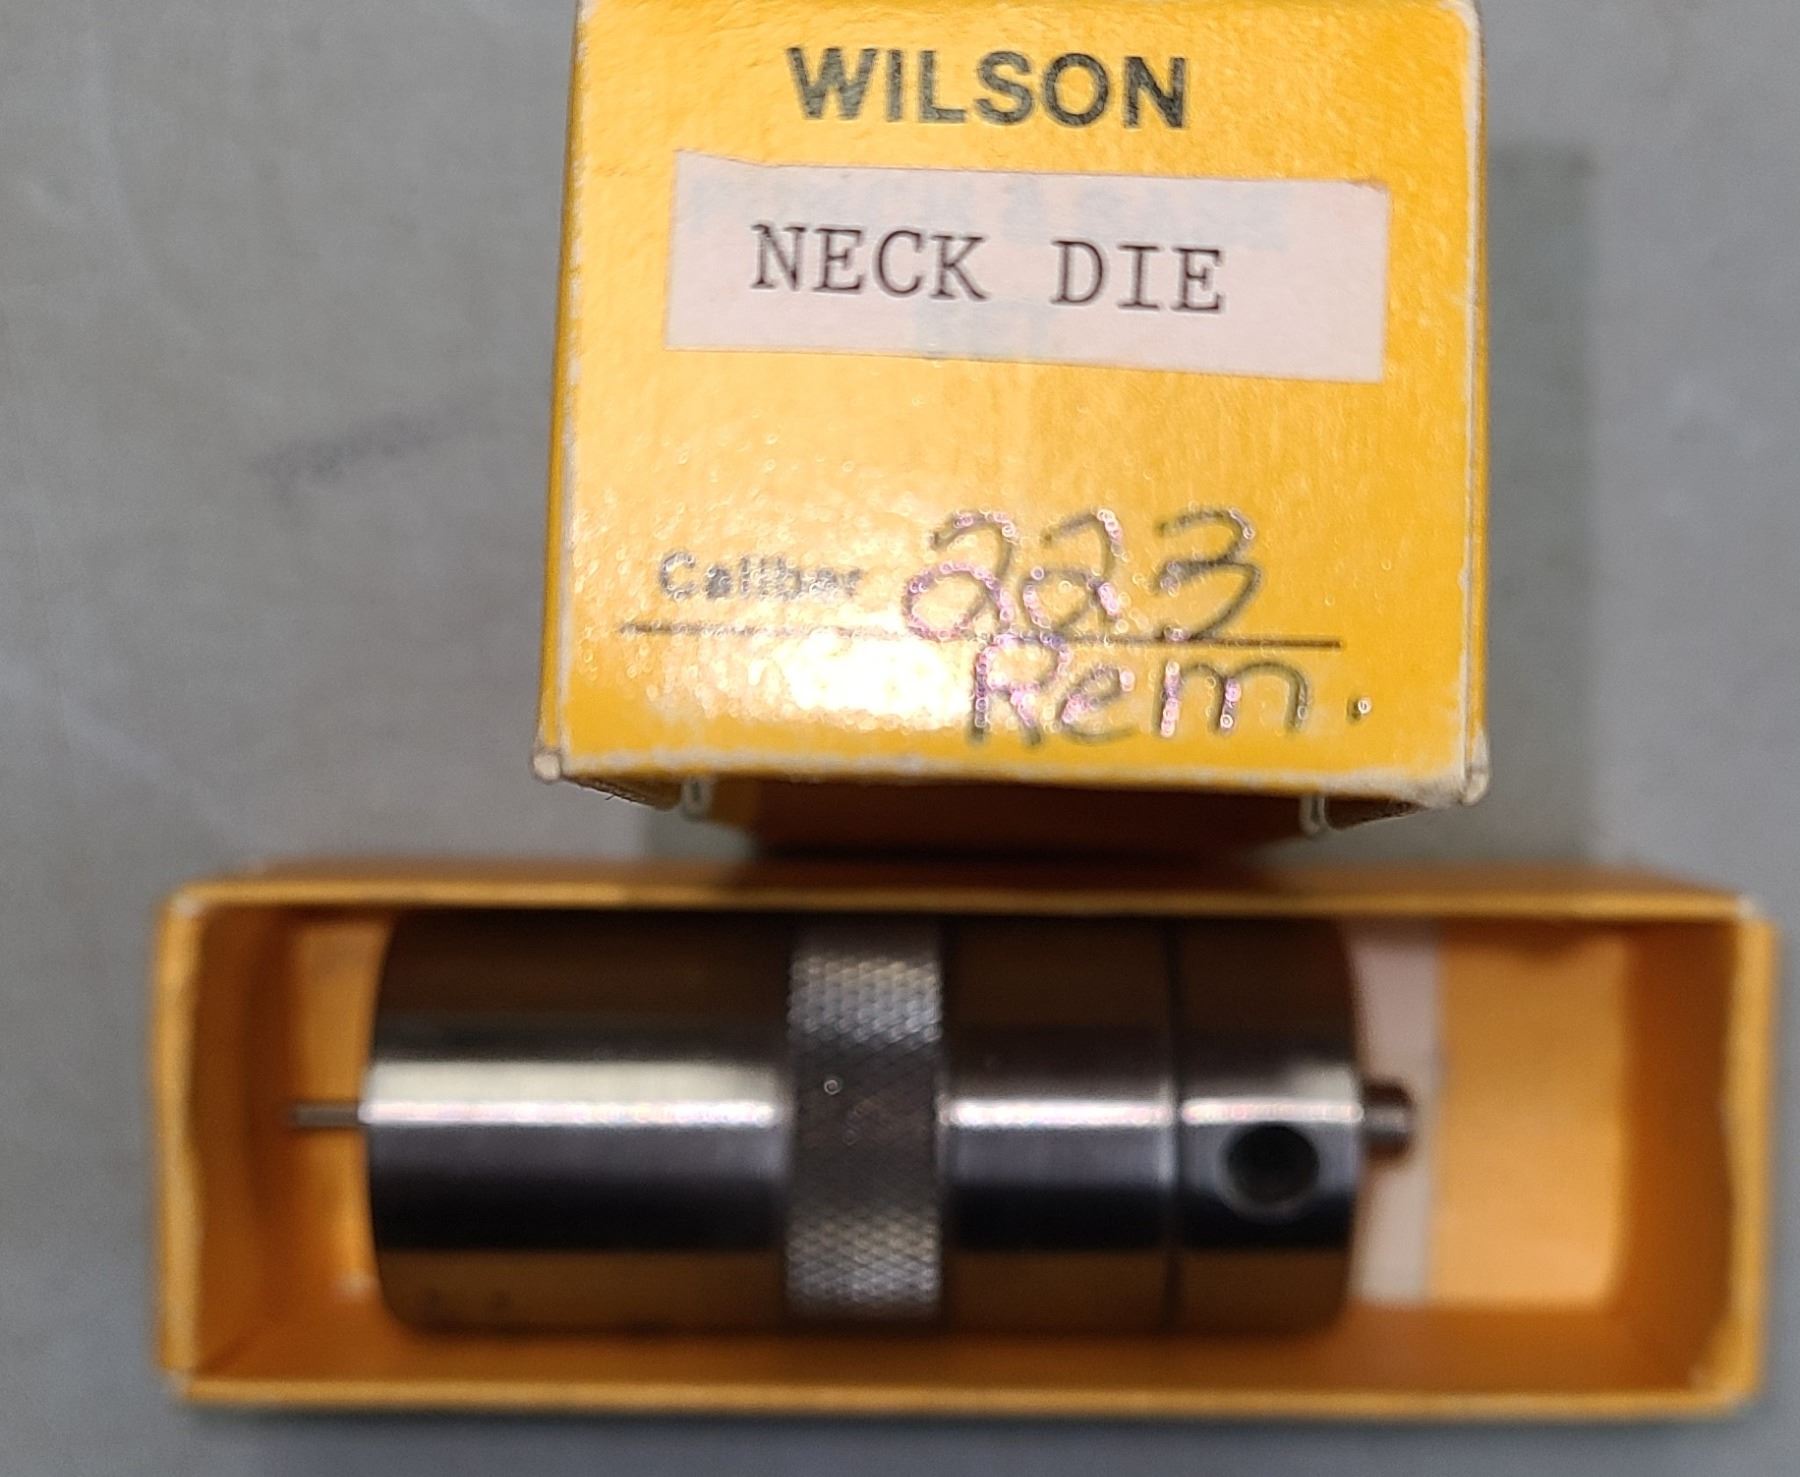 WILSON
NECK DIE
Caliber 223
Rem.